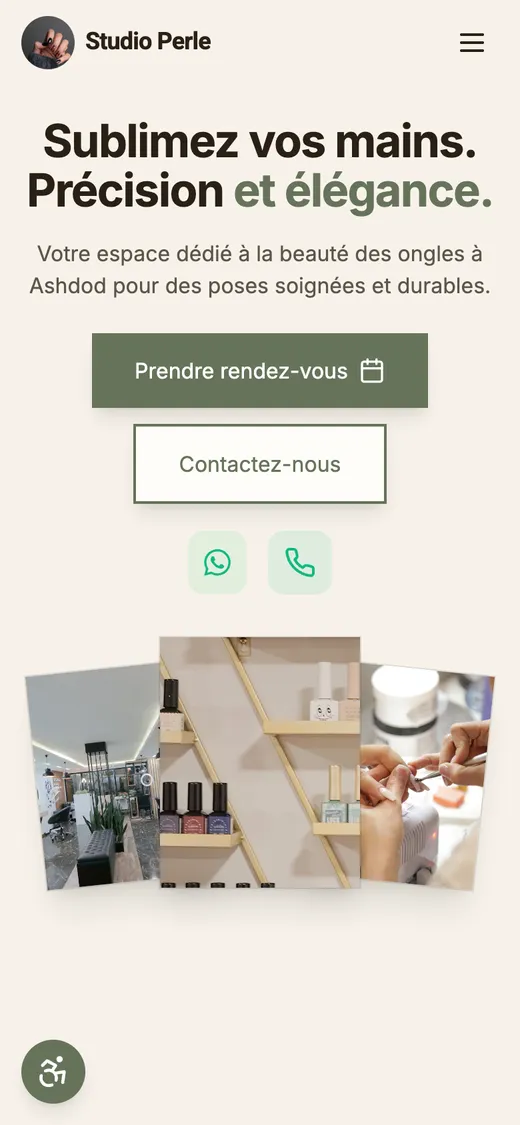 Studio Perle
Sublimez vos mains.
Précision et élégance.
Votre espace dédié à la beauté des ongles à
Ashdod pour des poses soignées et durables.
Prendre rendez-vous
Contactez-nous